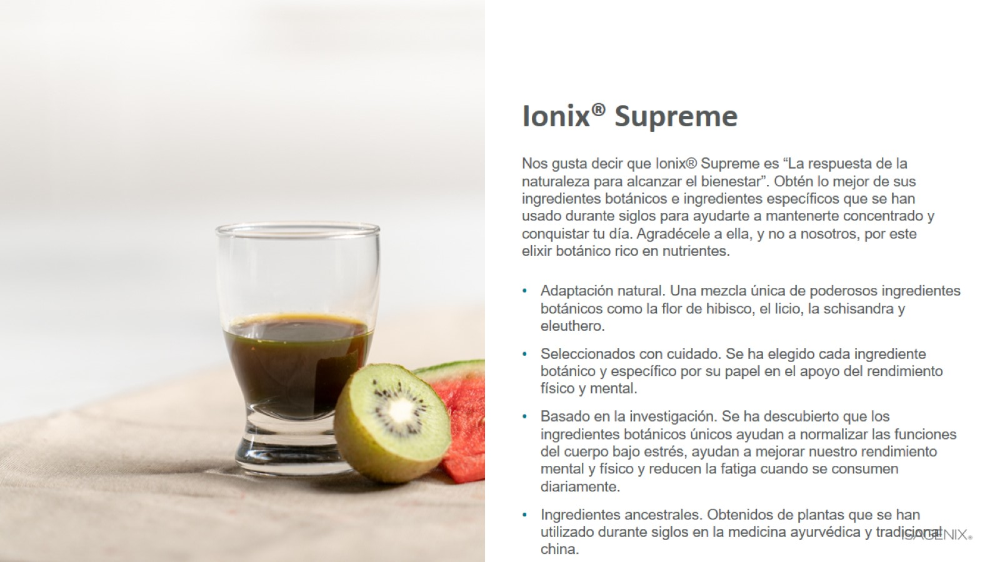 Ionix® Supreme
Nos gusta decir que Ionix® Supreme es “La respuesta de la
naturaleza para alcanzar el bienestar”. Obtén lo mejor de sus
ingredientes botánicos e ingredientes específicos que se han
usado durante siglos para ayudarte a mantenerte concentrado y
conquistar tu día. Agradécele a ella, y no a nosotros, por este
elixir botánico rico en nutrientes.
• Adaptación natural. Una mezcla única de poderosos ingredientes
botánicos como la flor de hibisco, el licio, la schisandra y
eleuthero.
• Seleccionados con cuidado. Se ha elegido cada ingrediente
botánico y específico por su papel en el apoyo del rendimiento
físico y mental.
• Basado en la investigación. Se ha descubierto que los
ingredientes botánicos únicos ayudan a normalizar las funciones
del cuerpo bajo estrés, ayudan a mejorar nuestro rendimiento
mental y físico y reducen la fatiga cuando se consumen
diariamente.
• Ingredientes ancestrales. Obtenidos de plantas que se han
utilizado durante siglos en la medicina ayurvédica y tradicional
china.
ISAGENIX®